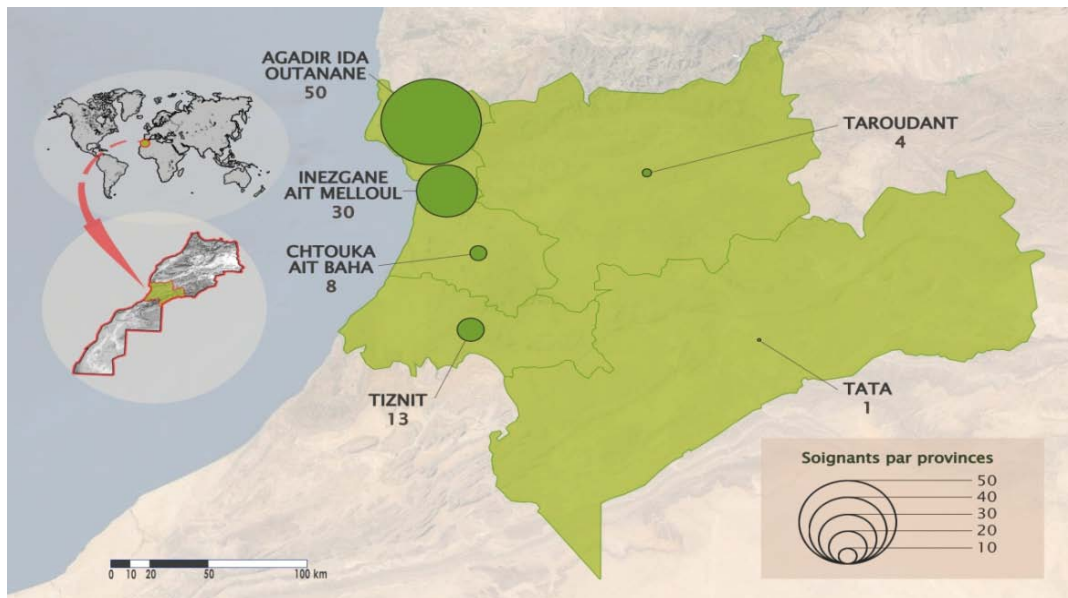 AGADIR IDA
OUTANANE
50
TAROUDANT
4
INEZGANE
AIT MELLOUL
30
CHTOUKA
AIT BAHA
8
TIZNIT
13
TATA
1
Soignants par provinces
50
40
30
20
10
0 10 20 50 100 km